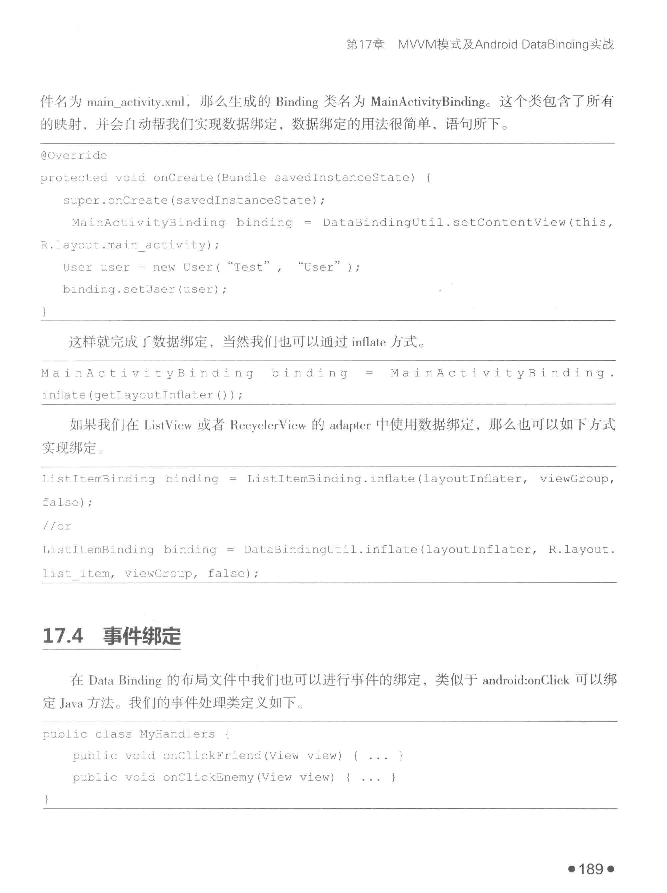 第17章 MVVM模式及Android DataBinding实战
件名为 main_activity.xml，那么生成的 Binding 类名为 MainActivityBinding。这个类包含了所有
的映射，并会自动帮我们实现数据绑定，数据绑定的用法很简单，语句所下。
@Override
protected void onCreate(Bundle savedInstanceState) {
super.onCreate(savedInstanceState);
MainActivityBinding binding = DataBindingUtil.setContentView(this,
R.layout.main_activity);
User user = new User(“Test”, “User”);
binding.setUser(user);
}
这样就完成了数据绑定，当然我们也可以通过 inflate 方式。
MainActivityBinding binding = MainActivityBinding.
inflate(getLayoutInflater());
如果我们在 ListView 或者 RecyclerView 的 adapter 中使用数据绑定，那么也可以如下方式
实现绑定。
ListItemBinding binding = ListItemBinding.inflate(layoutInflater, viewGroup,
false);
//or
ListItemBinding binding = DataBindingUtil.inflate(layoutInflater, R.layout.
list_item, viewGroup, false);
17.4 事件绑定
在 Data Binding 的布局文件中我们也可以进行事件的绑定，类似于 android:onClick 可以绑
定 Java 方法。我们的事件处理类定义如下。
public class MyHandlers {
public void onClickFriend(View view) { ... }
public void onClickEnemy(View view) { ... }
}
●189●